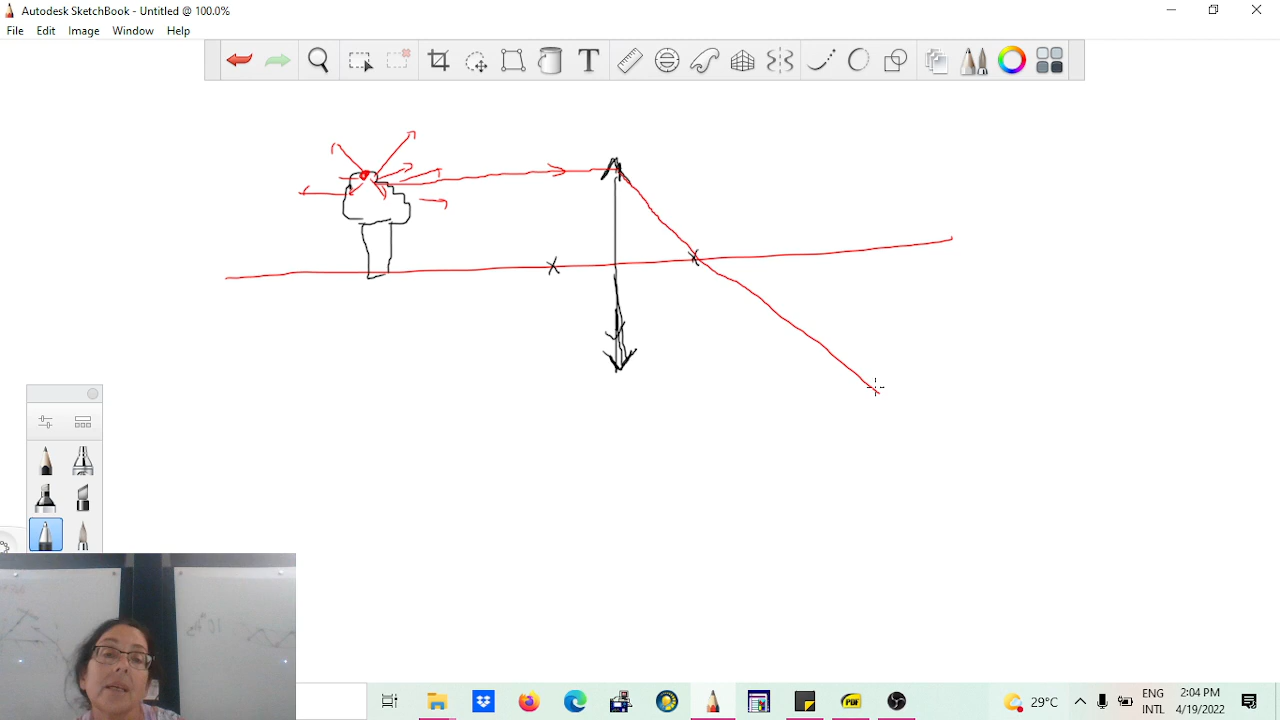 Autodesk SketchBook - Untitled @ 100.0%
File Edit Image Window Help
T
PDF
29°C
ENG
INTL
2:04 PM
4/19/2022